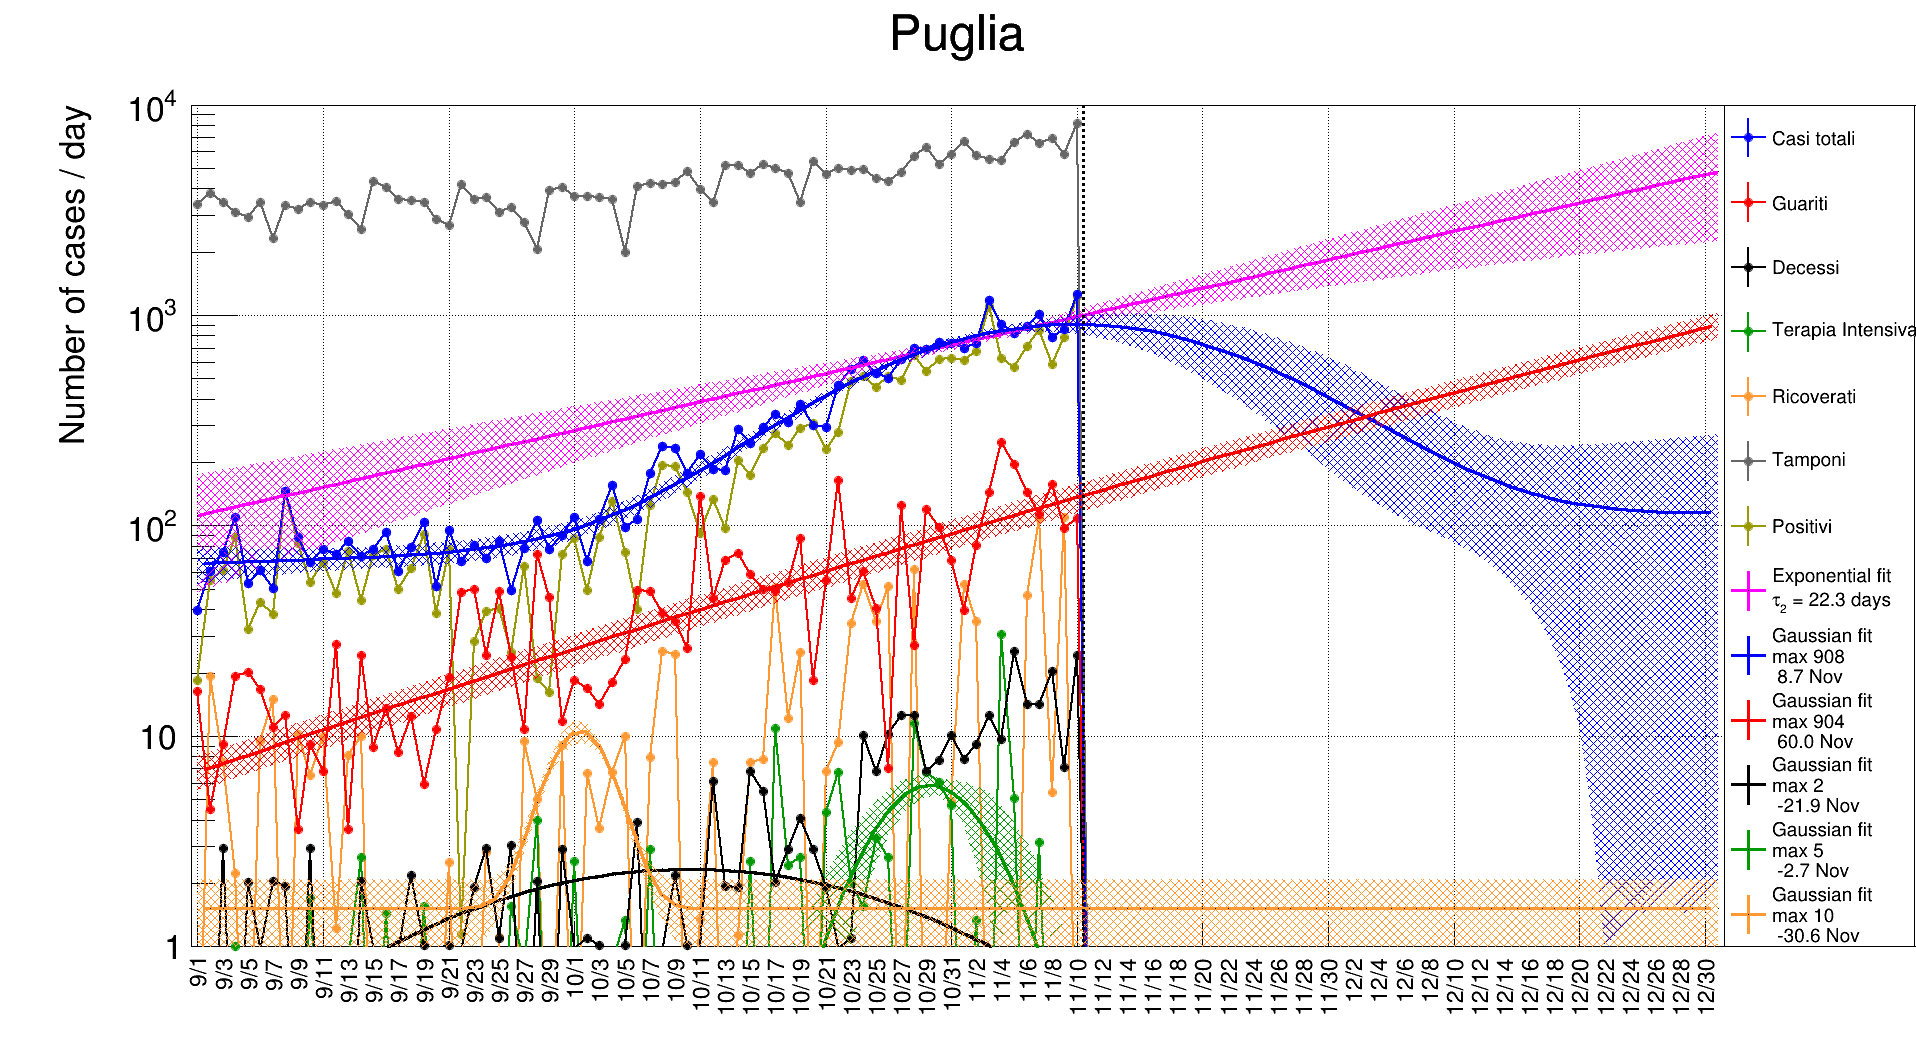 Puglia
Number of cases / day
10^4
10^3
10^2
10
1
9/1
9/3
9/5
9/7
9/9
9/11
9/13
9/15
9/17
9/19
9/21
9/23
9/25
9/27
9/29
10/1
10/3
10/5
10/7
10/9
10/11
10/13
10/15
10/17
10/19
10/21
10/23
10/25
10/27
10/29
10/31
11/2
11/4
11/6
11/8
11/10
11/12
11/14
11/16
11/18
11/20
11/22
11/24
11/26
11/28
11/30
12/2
12/4
12/6
12/8
12/10
12/12
12/14
12/16
12/18
12/20
12/22
12/24
12/26
12/28
12/30
Casi totali
Guariti
Decessi
Terapia Intensiva
Ricoverati
Tamponi
Positivi
Exponential fit
τ2 = 22.3 days
Gaussian fit
max 908
8.7 Nov
Gaussian fit
max 904
60.0 Nov
Gaussian fit
max 2
-21.9 Nov
Gaussian fit
max 5
-2.7 Nov
Gaussian fit
max 10
-30.6 Nov